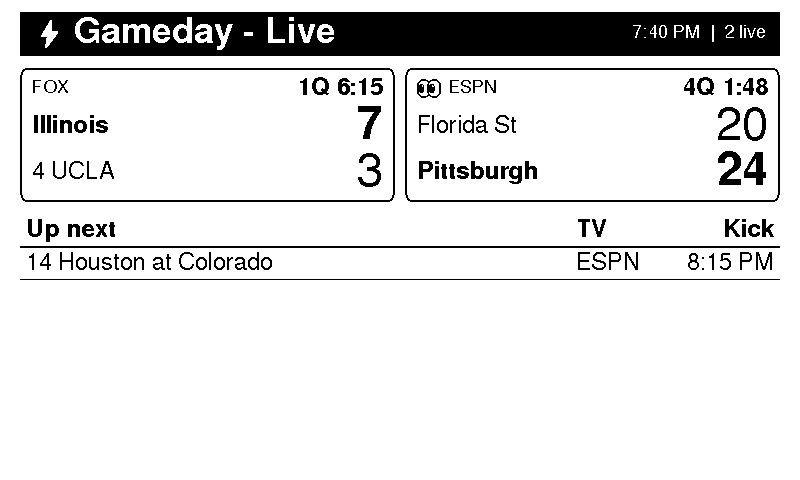 Gameday - Live
7:40 PM | 2 live
FOX 1Q 6:15
Illinois 7
4 UCLA 3
ESPN 4Q 1:48
Florida St 20
Pittsburgh 24
Up next TV Kick
14 Houston at Colorado ESPN 8:15 PM